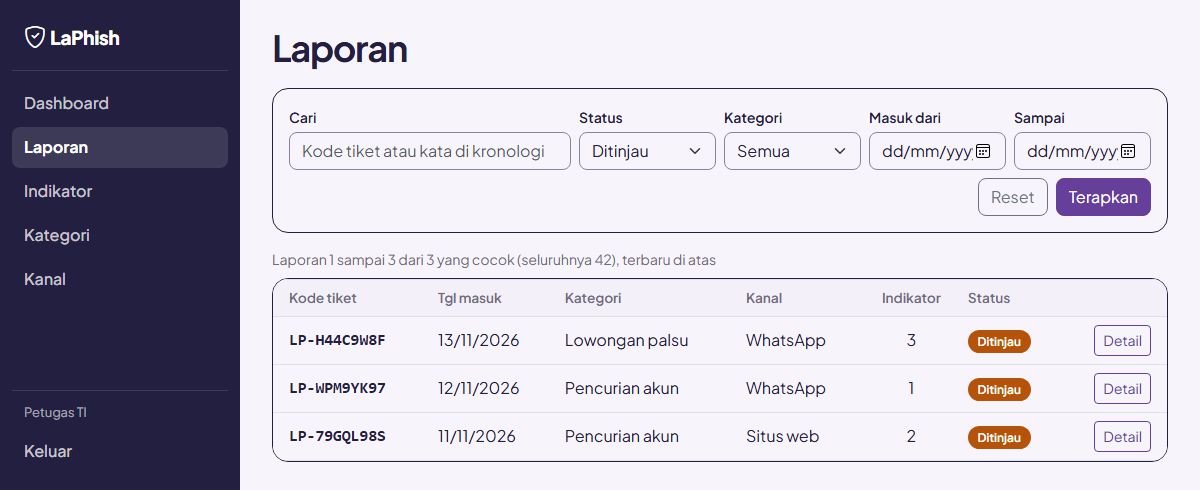 LaPhish
Dashboard
Laporan
Indikator
Kategori
Kanal
Petugas TI
Keluar
Laporan
Cari
Kode tiket atau kata di kronologi
Status
Ditinjau
Kategori
Semua
Masuk dari
dd/mm/yyy
Sampai
dd/mm/yyy
Reset
Terapkan
Laporan 1 sampai 3 dari 3 yang cocok (seluruhnya 42), terbaru di atas
Kode tiket Tgl masuk Kategori Kanal Indikator Status
LP-H44C9W8F 13/11/2026 Lowongan palsu WhatsApp 3 Ditinjau Detail
LP-WPM9YK97 12/11/2026 Pencurian akun WhatsApp 1 Ditinjau Detail
LP-79GQL98S 11/11/2026 Pencurian akun Situs web 2 Ditinjau Detail